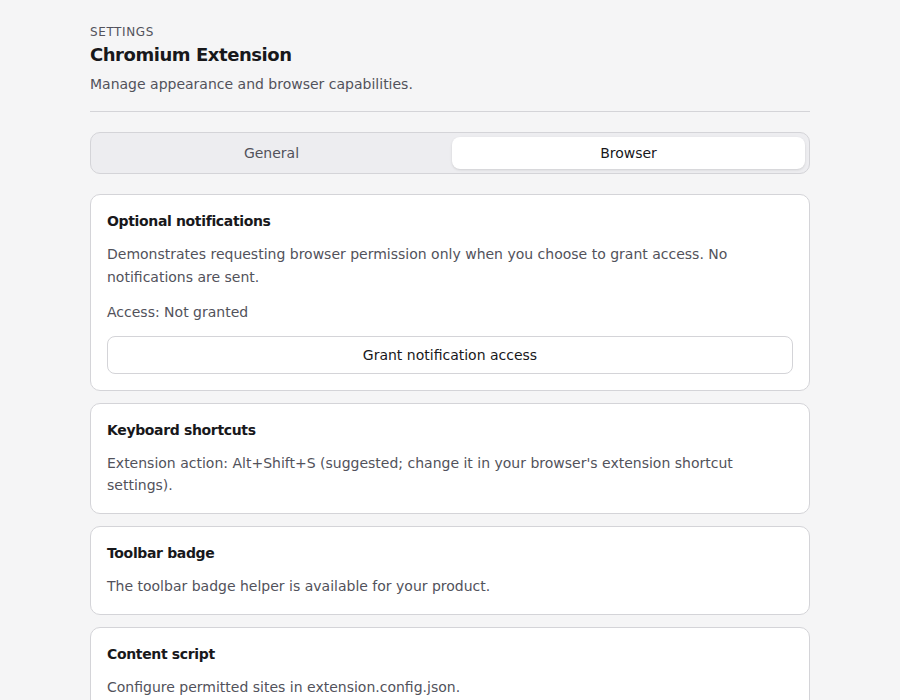 SETTINGS
Chromium Extension
Manage appearance and browser capabilities.
General
Browser
Optional notifications
Demonstrates requesting browser permission only when you choose to grant access. No
notifications are sent.
Access: Not granted
Grant notification access
Keyboard shortcuts
Extension action: Alt+Shift+S (suggested; change it in your browser's extension shortcut
settings).
Toolbar badge
The toolbar badge helper is available for your product.
Content script
Configure permitted sites in extension.config.json.